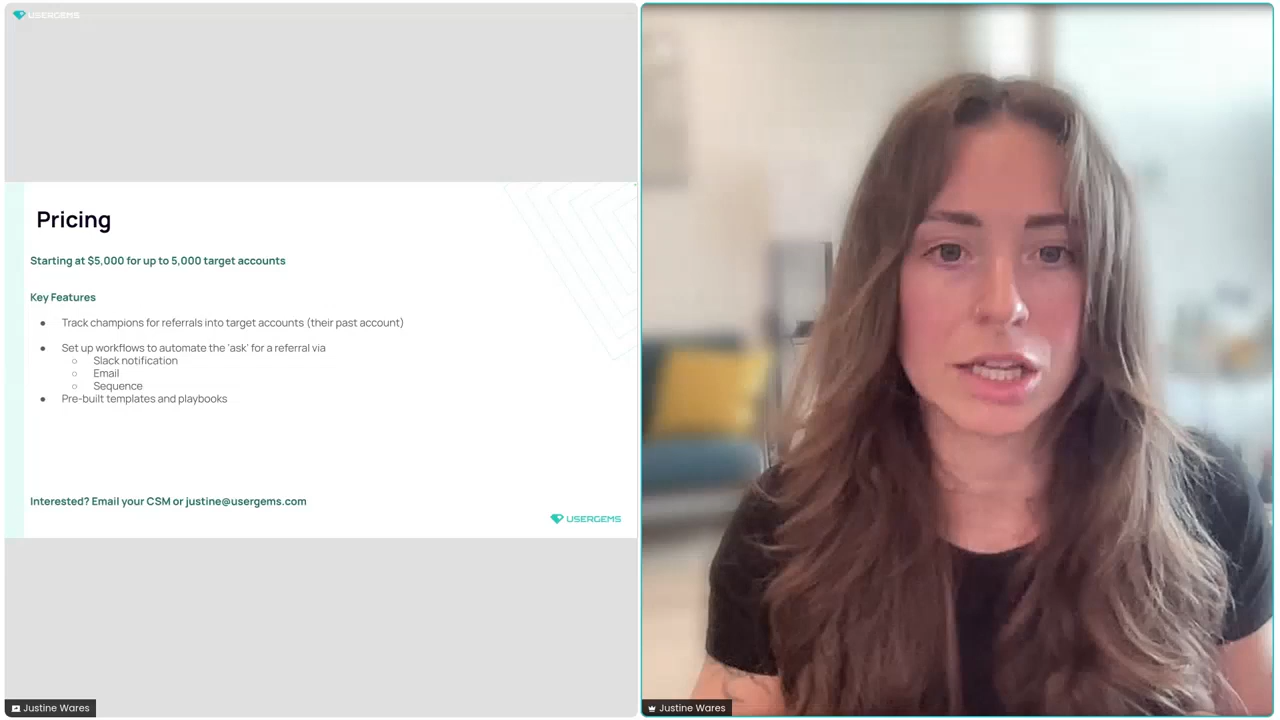 USERGEMS
Pricing
Starting at $5,000 for up to 5,000 target accounts
Key Features
● Track champions for referrals into target accounts (their past account)
● Set up workflows to automate the 'ask' for a referral via
○ Slack notification
○ Email
○ Sequence
● Pre-built templates and playbooks
Interested? Email your CSM or justine@usergems.com
USERGEMS
Justine Wares
Justine Wares